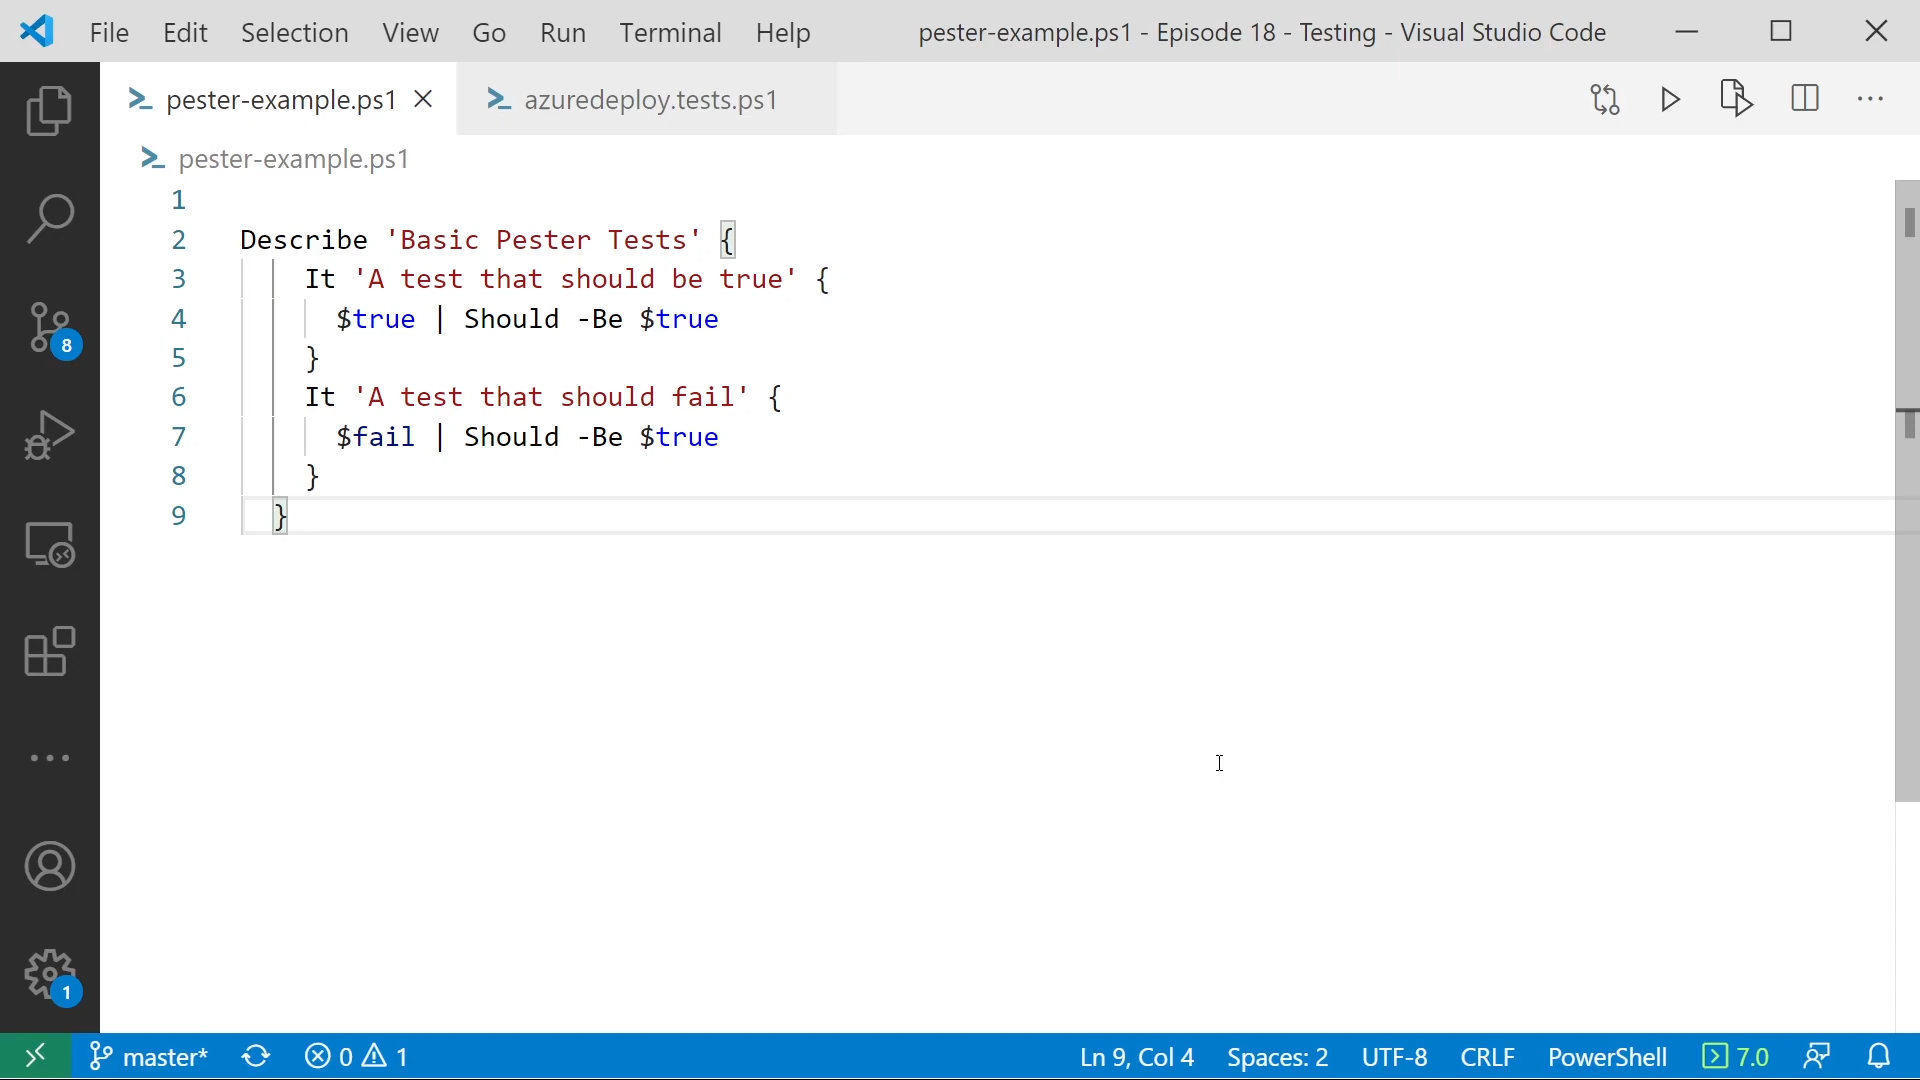 File Edit Selection View Go Run Terminal Help pester-example.ps1 - Episode 18 - Testing - Visual Studio Code
pester-example.ps1 azuredeploy.tests.ps1
pester-example.ps1
1
2 Describe 'Basic Pester Tests' {
3 It 'A test that should be true' {
4 $true | Should -Be $true
5 }
6 It 'A test that should fail' {
7 $fail | Should -Be $true
8 }
9 }
8
1
master* 0 1 Ln 9, Col 4 Spaces: 2 UTF-8 CRLF PowerShell 7.0